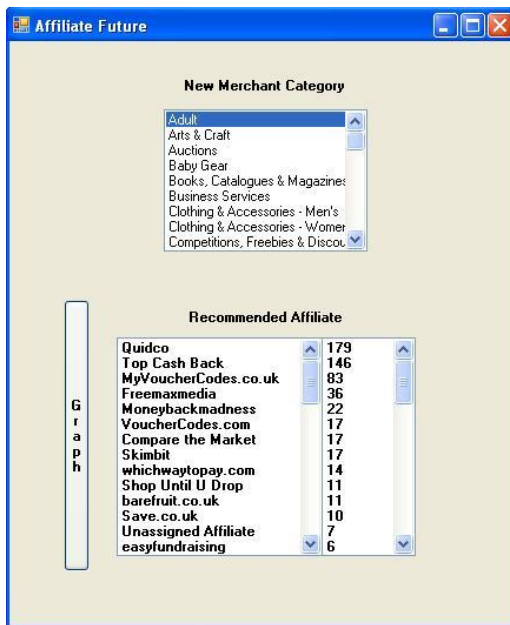 Affiliate Future
New Merchant Category
Adult
Arts & Craft
Auctions
Baby Gear
Books, Catalogues & Magazines
Business Services
Clothing & Accessories - Men's
Clothing & Accessories - Women
Competitions, Freebies & Discou
Recommended Affiliate
Graph
Quidco 179
Top Cash Back 146
MyVoucherCodes.co.uk 83
Freemaxmedia 36
Moneybackmadness 22
VoucherCodes.com 17
Compare the Market 17
Skimbit 17
whichwaytopay.com 14
Shop Until U Drop 11
barefruit.co.uk 11
Save.co.uk 10
Unassigned Affiliate 7
easyfundraising 6